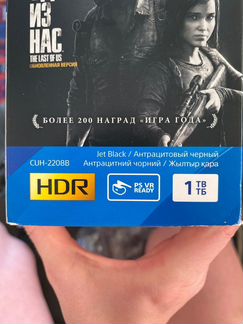 ИЗ
НАС
THE LAST OF US
ОБНОВЛЕННАЯ ВЕРСИЯ
БОЛЕЕ 200 НАГРАД «ИГРА ГОДА»
Jet Black / Антрацитовый черный
CUH-2208B
Антрацитний чорний / Жылтыр қара
HDR
PS VR
READY
1 TB
ТБ